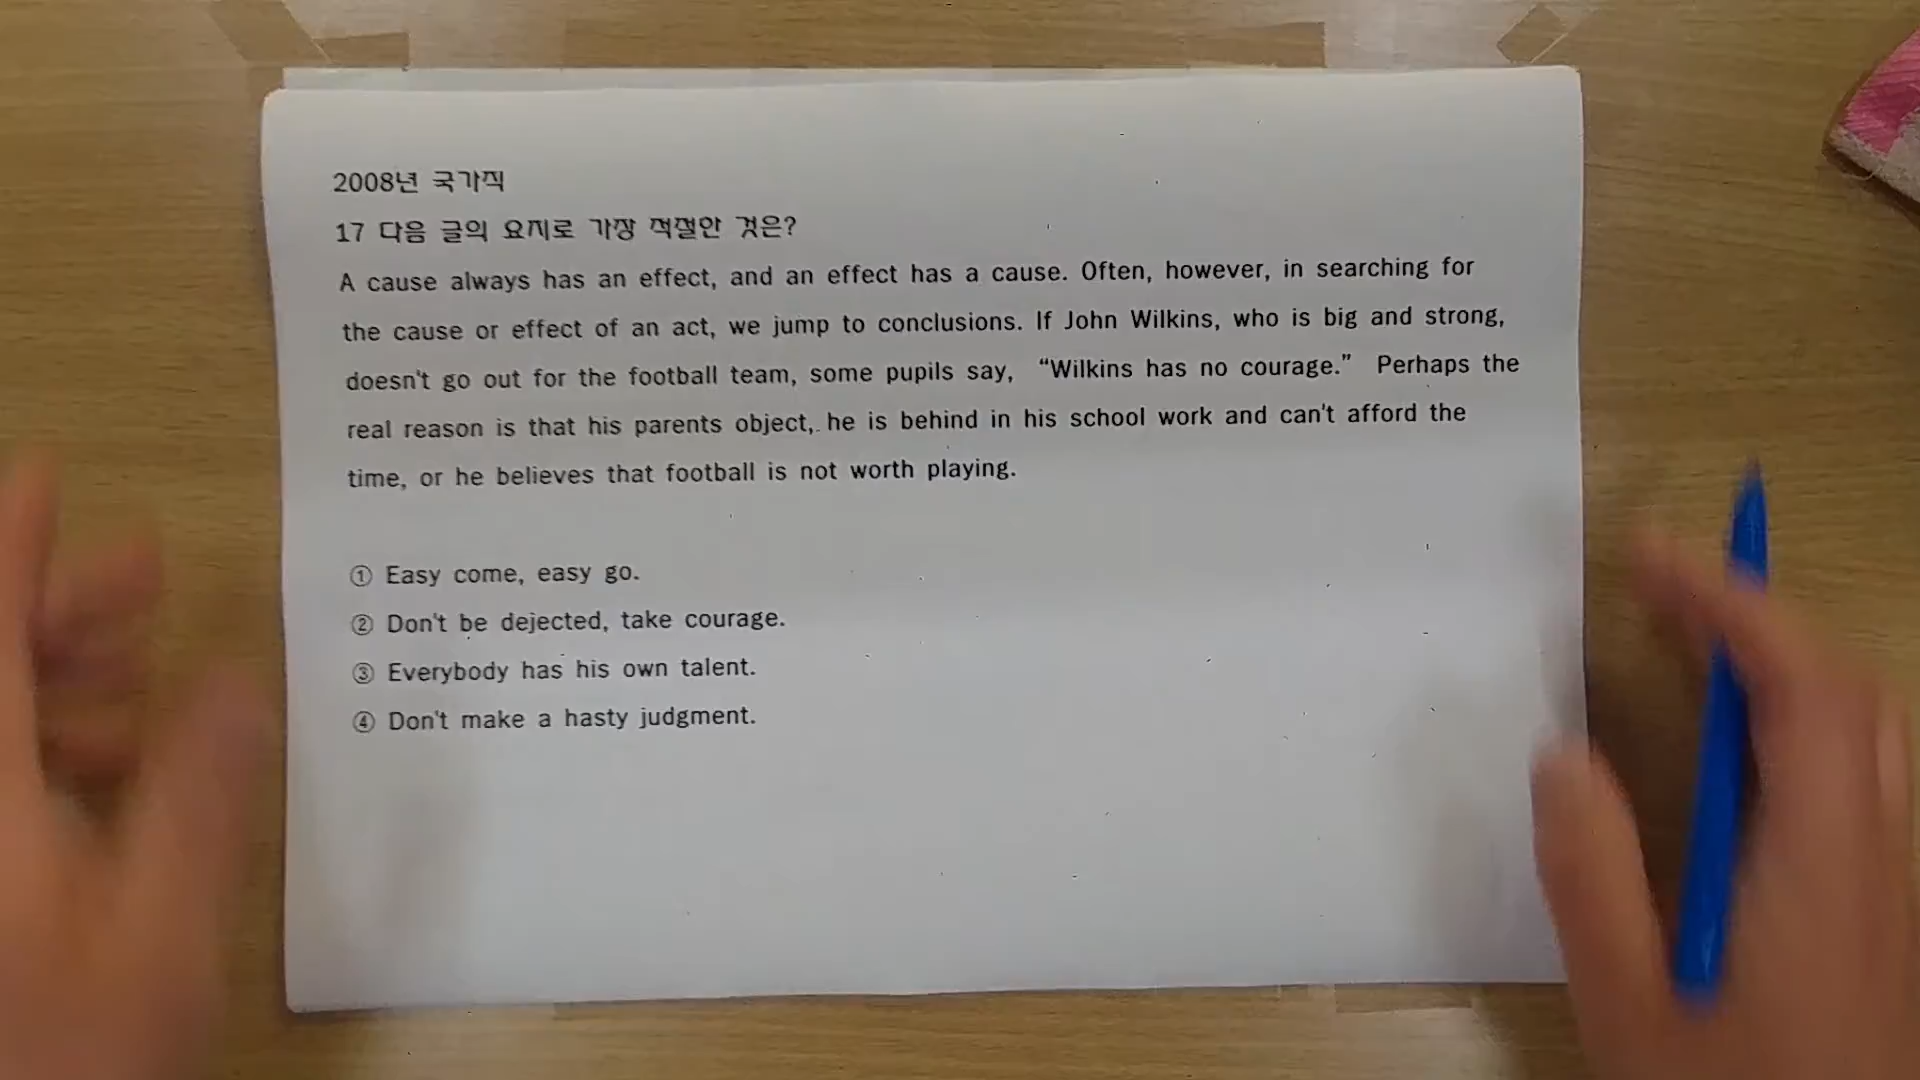 2008년 국가직
17 다음 글의 요지로 가장 적절한 것은?
A cause always has an effect, and an effect has a cause. Often, however, in searching for
the cause or effect of an act, we jump to conclusions. If John Wilkins, who is big and strong,
doesn't go out for the football team, some pupils say, “Wilkins has no courage.” Perhaps the
real reason is that his parents object, he is behind in his school work and can't afford the
time, or he believes that football is not worth playing.
① Easy come, easy go.
② Don't be dejected, take courage.
③ Everybody has his own talent.
④ Don't make a hasty judgment.